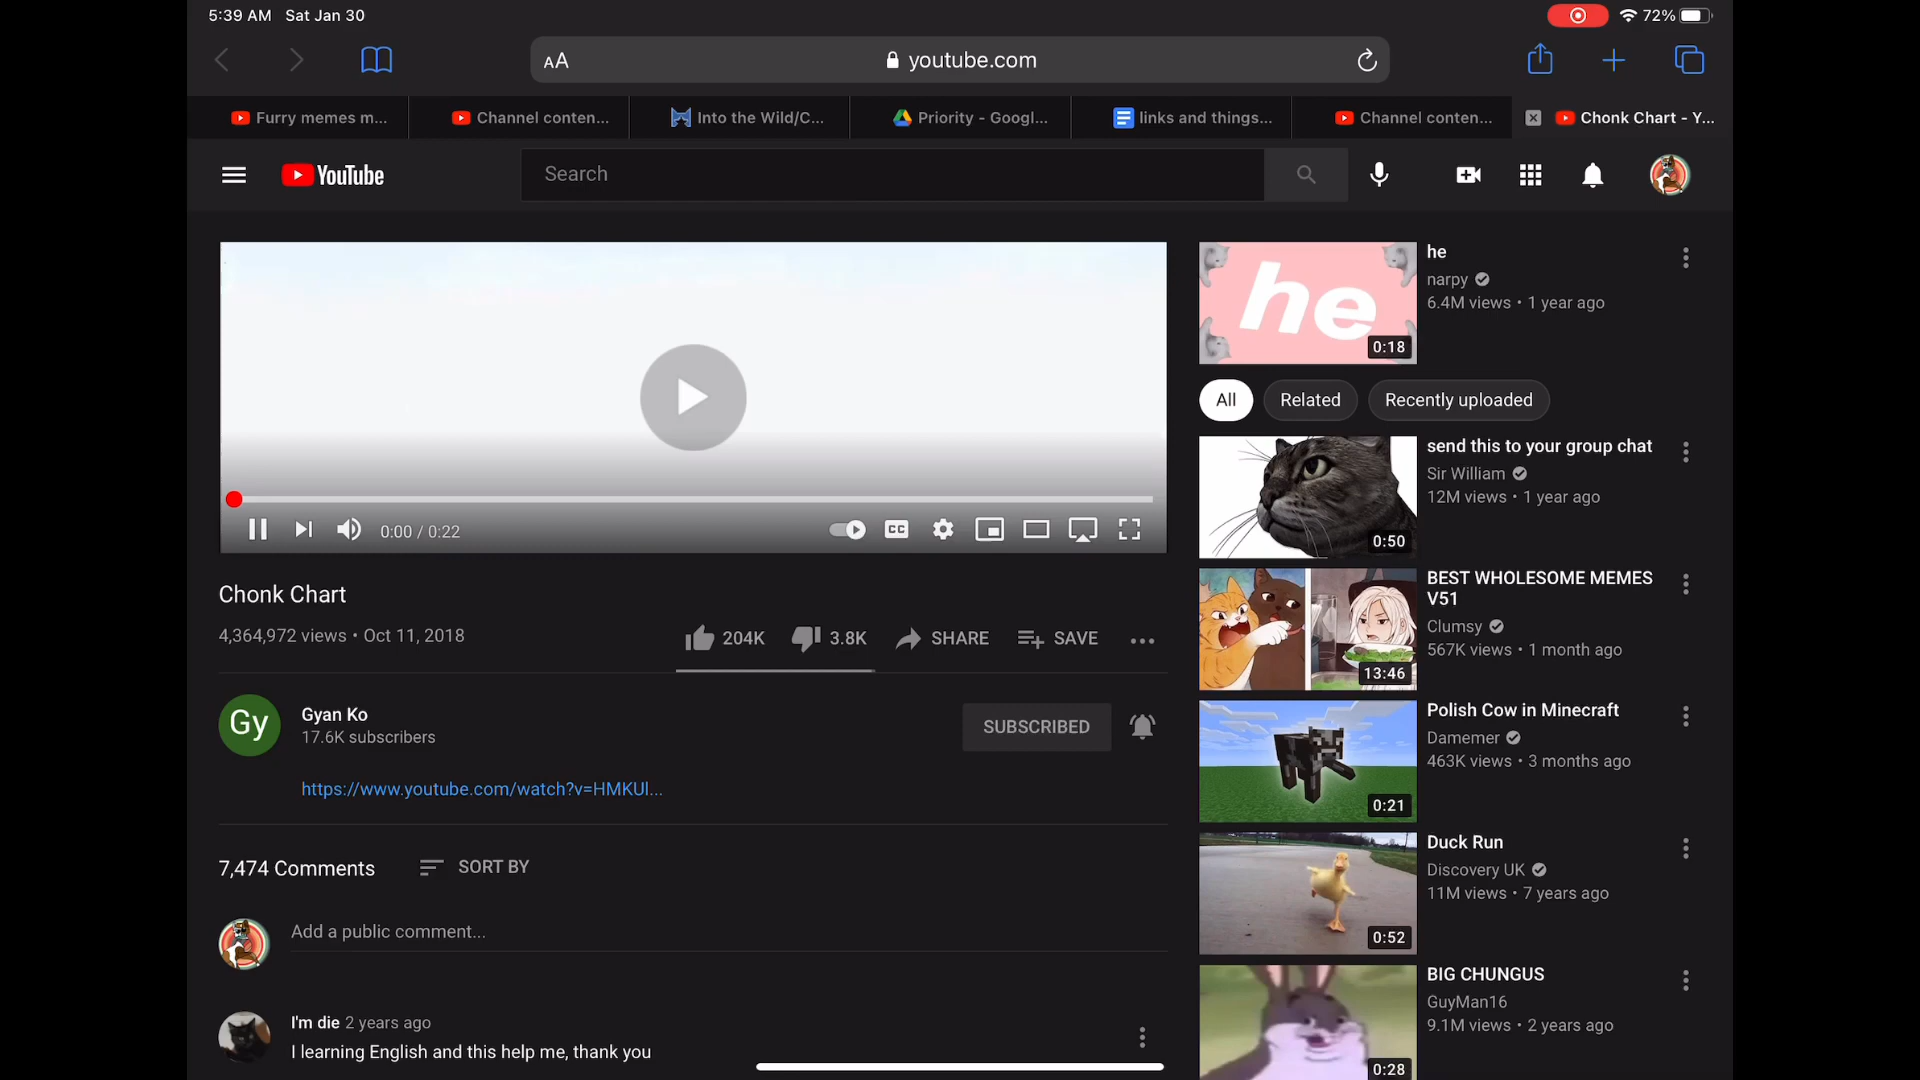 5:39 AM Sat Jan 30
72%
AA
youtube.com
Furry memes m...
Channel conten...
Into the Wild/C...
Priority - Googl...
links and things...
Channel conten...
Chonk Chart - Y...
YouTube
Search
0:00 / 0:22
CC
Chonk Chart
4,364,972 views • Oct 11, 2018
204K
3.8K
SHARE
SAVE
Gy
Gyan Ko
17.6K subscribers
SUBSCRIBED
https://www.youtube.com/watch?v=HMKUl...
7,474 Comments
SORT BY
Add a public comment...
I'm die 2 years ago
I learning English and this help me, thank you
he
0:18
he
narpy
6.4M views • 1 year ago
All
Related
Recently uploaded
0:50
send this to your group chat
Sir William
12M views • 1 year ago
13:46
BEST WHOLESOME MEMES
V51
Clumsy
567K views • 1 month ago
0:21
Polish Cow in Minecraft
Damemer
463K views • 3 months ago
0:52
Duck Run
Discovery UK
11M views • 7 years ago
0:28
BIG CHUNGUS
GuyMan16
9.1M views • 2 years ago